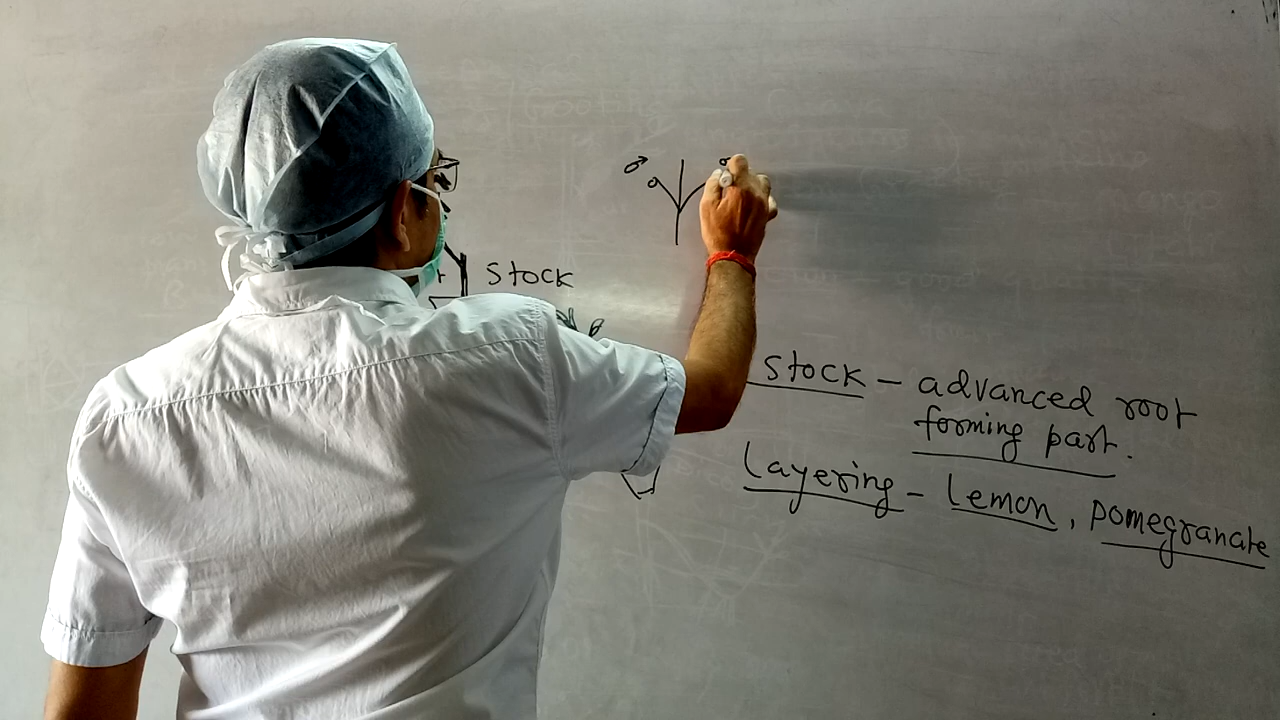 ♂
stock
stock - advanced root
forming part.
Layering - Lemon, pomegranate